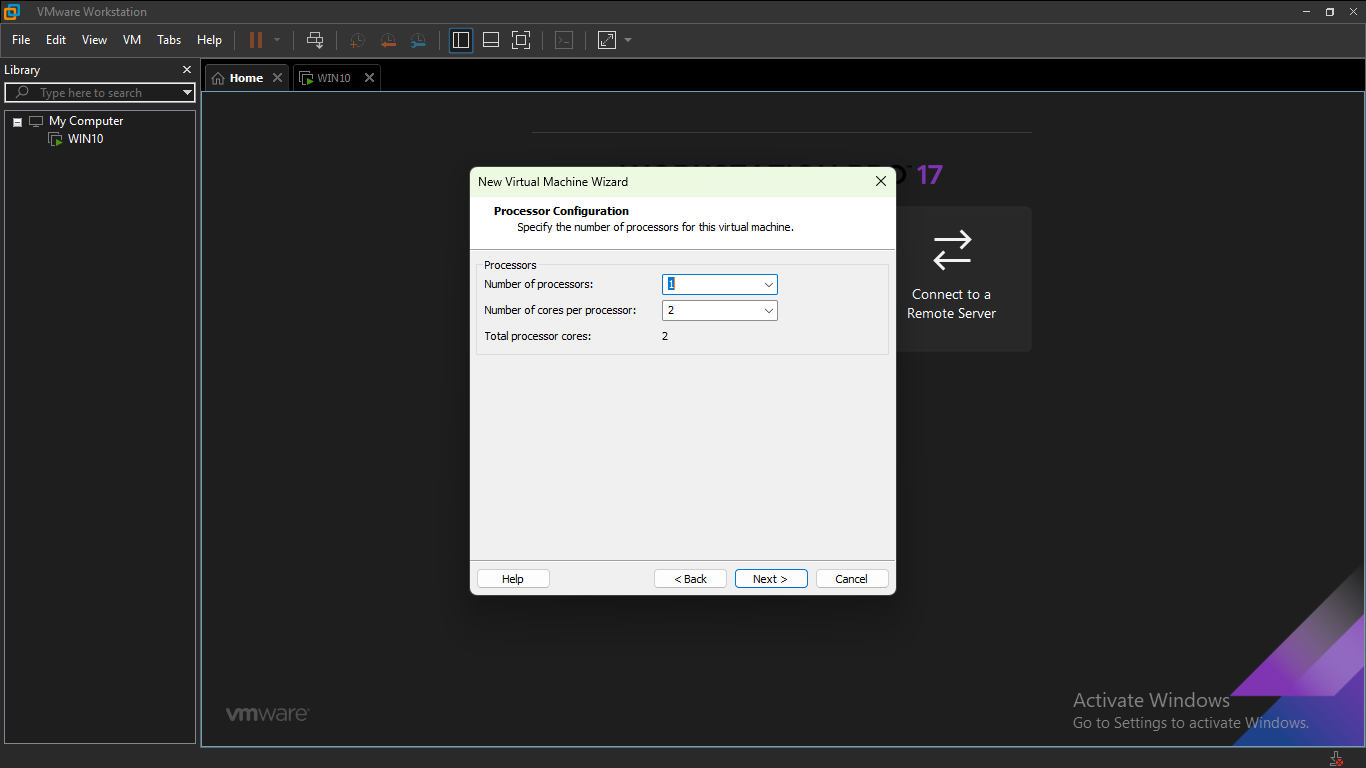 VMware Workstation
File Edit View VM Tabs Help
Library
Type here to search
My Computer
WIN10
Home
WIN10
17
New Virtual Machine Wizard
Processor Configuration
Specify the number of processors for this virtual machine.
Processors
Number of processors: 1
Number of cores per processor: 2
Total processor cores: 2
Help
< Back
Next >
Cancel
Connect to a
Remote Server
vmware
Activate Windows
Go to Settings to activate Windows.